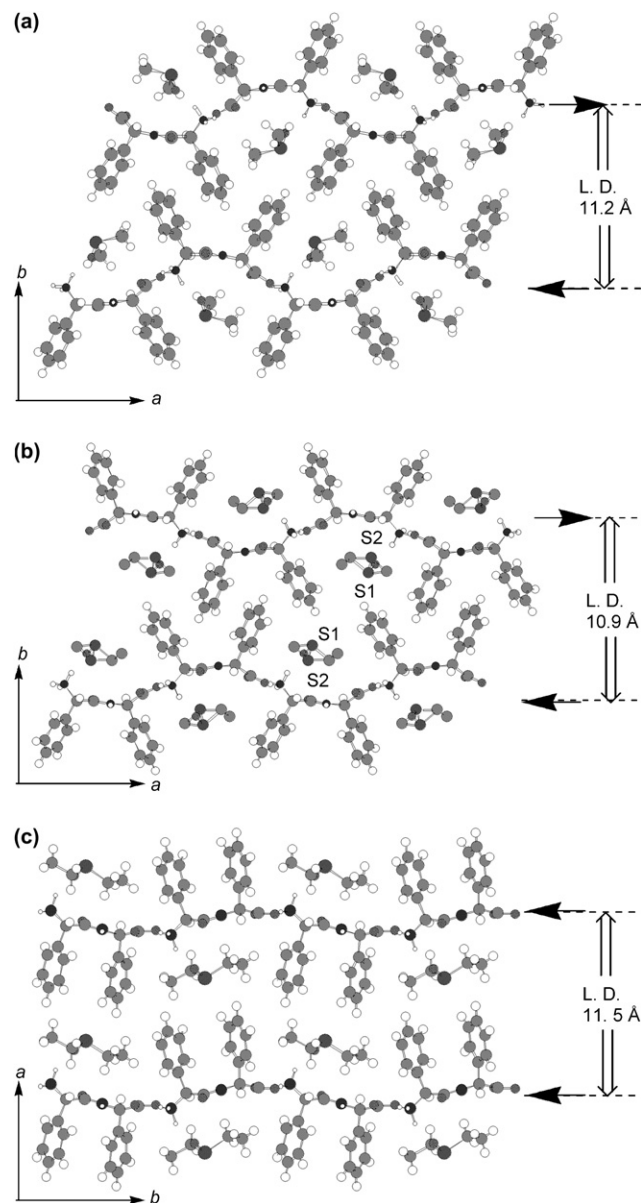 (a)
L. D.
11.2 Å
b
a
(b)
S2
S1
L. D.
10.9 Å
S1
b
S2
a
(c)
L. D.
11. 5 Å
a
b